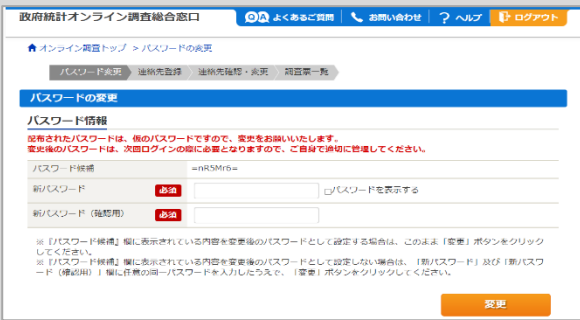 政府統計オンライン調査総合窓口
Q&A よくあるご質問 お問い合わせ ? ヘルプ ログアウト
オンライン調査トップ > パスワードの変更
パスワード変更 連絡先登録 連絡先確認・変更 調査票一覧
パスワードの変更
パスワード情報
配布されたパスワードは、仮のパスワードですので、変更をお願いいたします。
変更後のパスワードは、次回ログインの際に必要となりますので、ご自身で適切に管理してください。
パスワード候補 =nR5Mr6=
新パスワード 必須 パスワードを表示する
新パスワード（確認用） 必須
※『パスワード候補』欄に表示されている内容を変更後のパスワードとして設定する場合は、このまま「変更」ボタンをクリック
してください。
※『パスワード候補』欄に表示されている内容を変更後のパスワードとして設定しない場合は、「新パスワード」及び「新パスワ
ード（確認用）」欄に任意の同一パスワードを入力したうえで、「変更」ボタンをクリックしてください。
変更